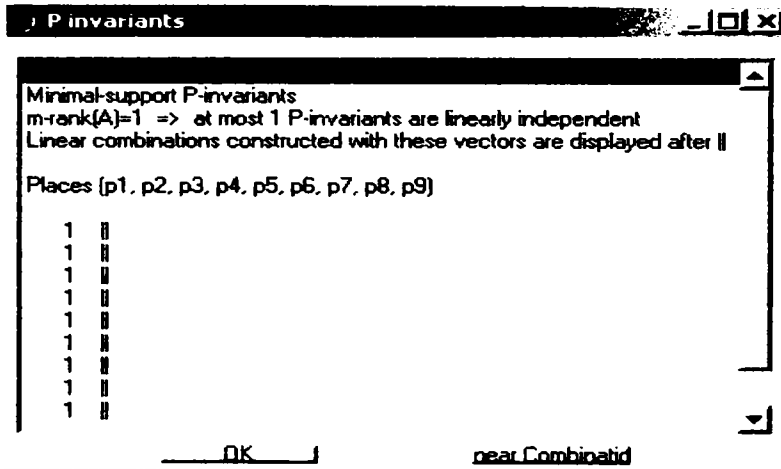 P invariants
Minimal-support P-invariants
m-rank(A)=1 => at most 1 P-invariants are linearly independent
Linear combinations constructed with these vectors are displayed after ||
Places (p1, p2, p3, p4, p5, p6, p7, p8, p9)
1 ||
1 ||
1 ||
1 ||
1 ||
1 ||
1 ||
1 ||
1 ||
OK near Combinatid